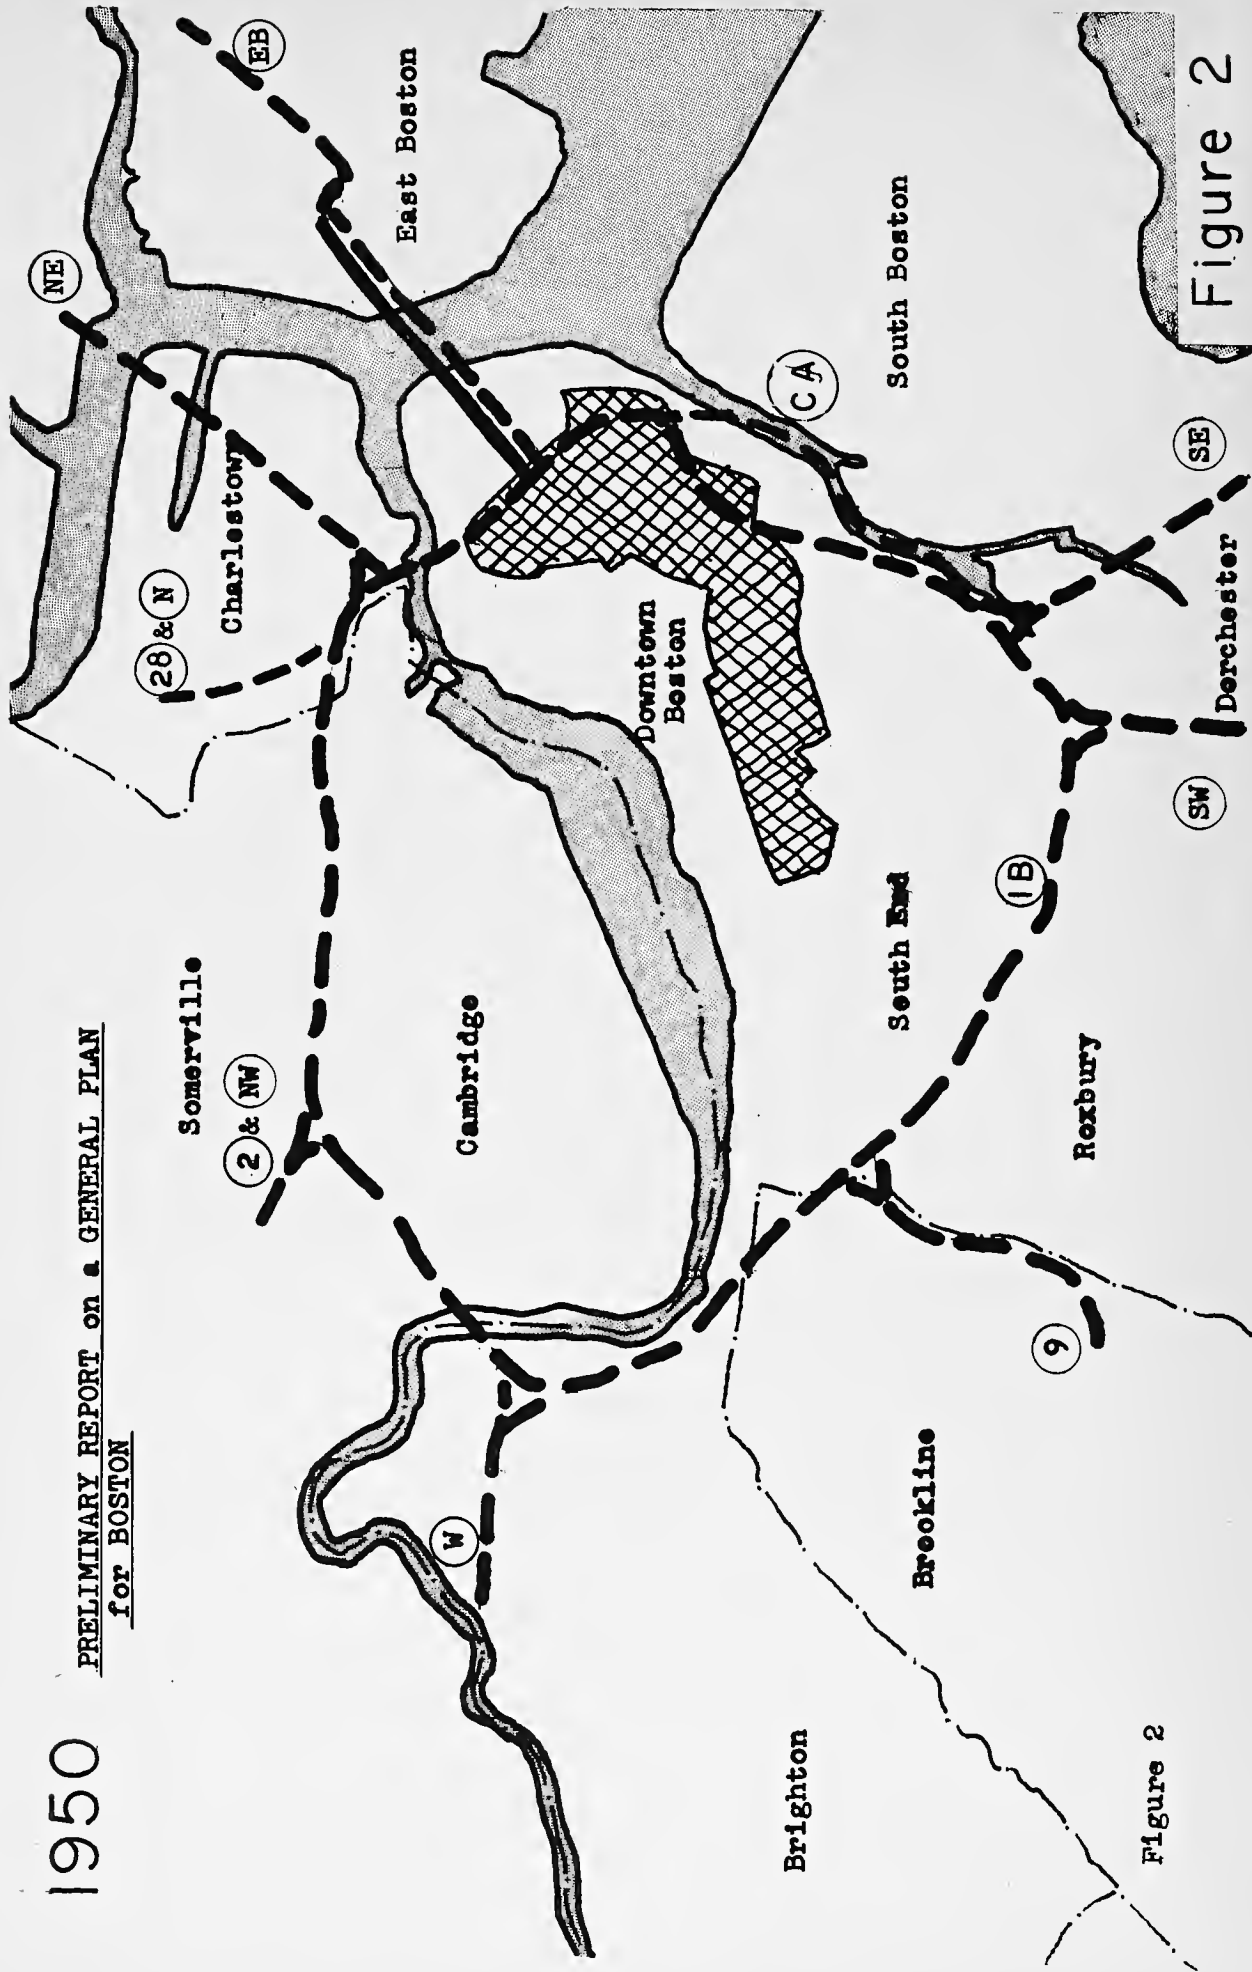 1950
PRELIMINARY REPORT on a GENERAL PLAN
for BOSTON
Somerville
2 & NW
28 & N
Charlestown
NE
EB
East Boston
Cambridge
W
Downtown
Boston
CA
South Boston
South End
Brighton
Brookline
Roxbury
1B
9
SW
Dorchester
SE
Figure 2
Figure 2